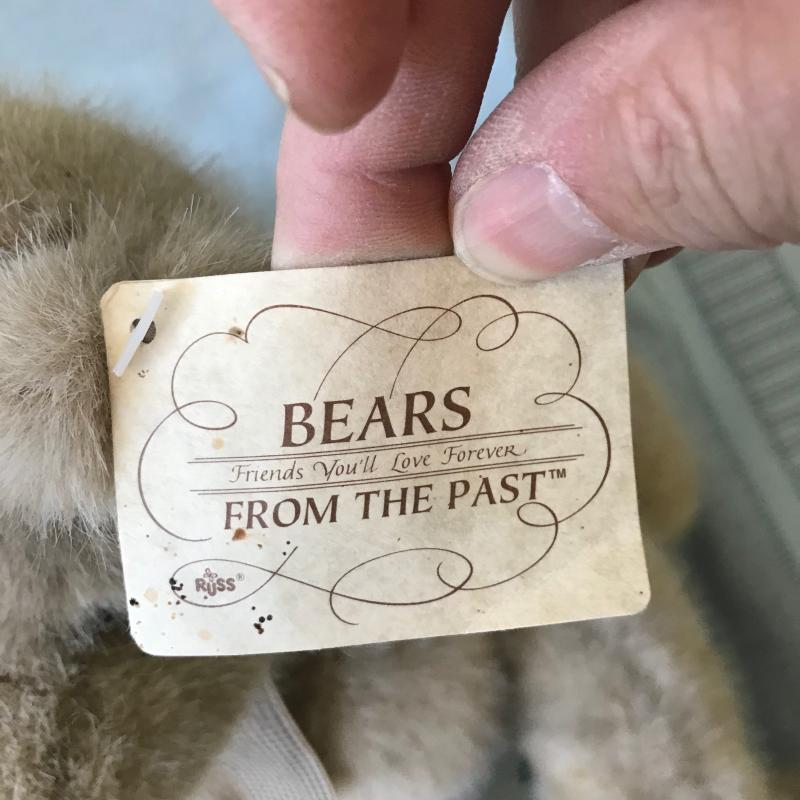 BEARS
Friends You'll Love Forever
FROM THE PAST™
RUSS®